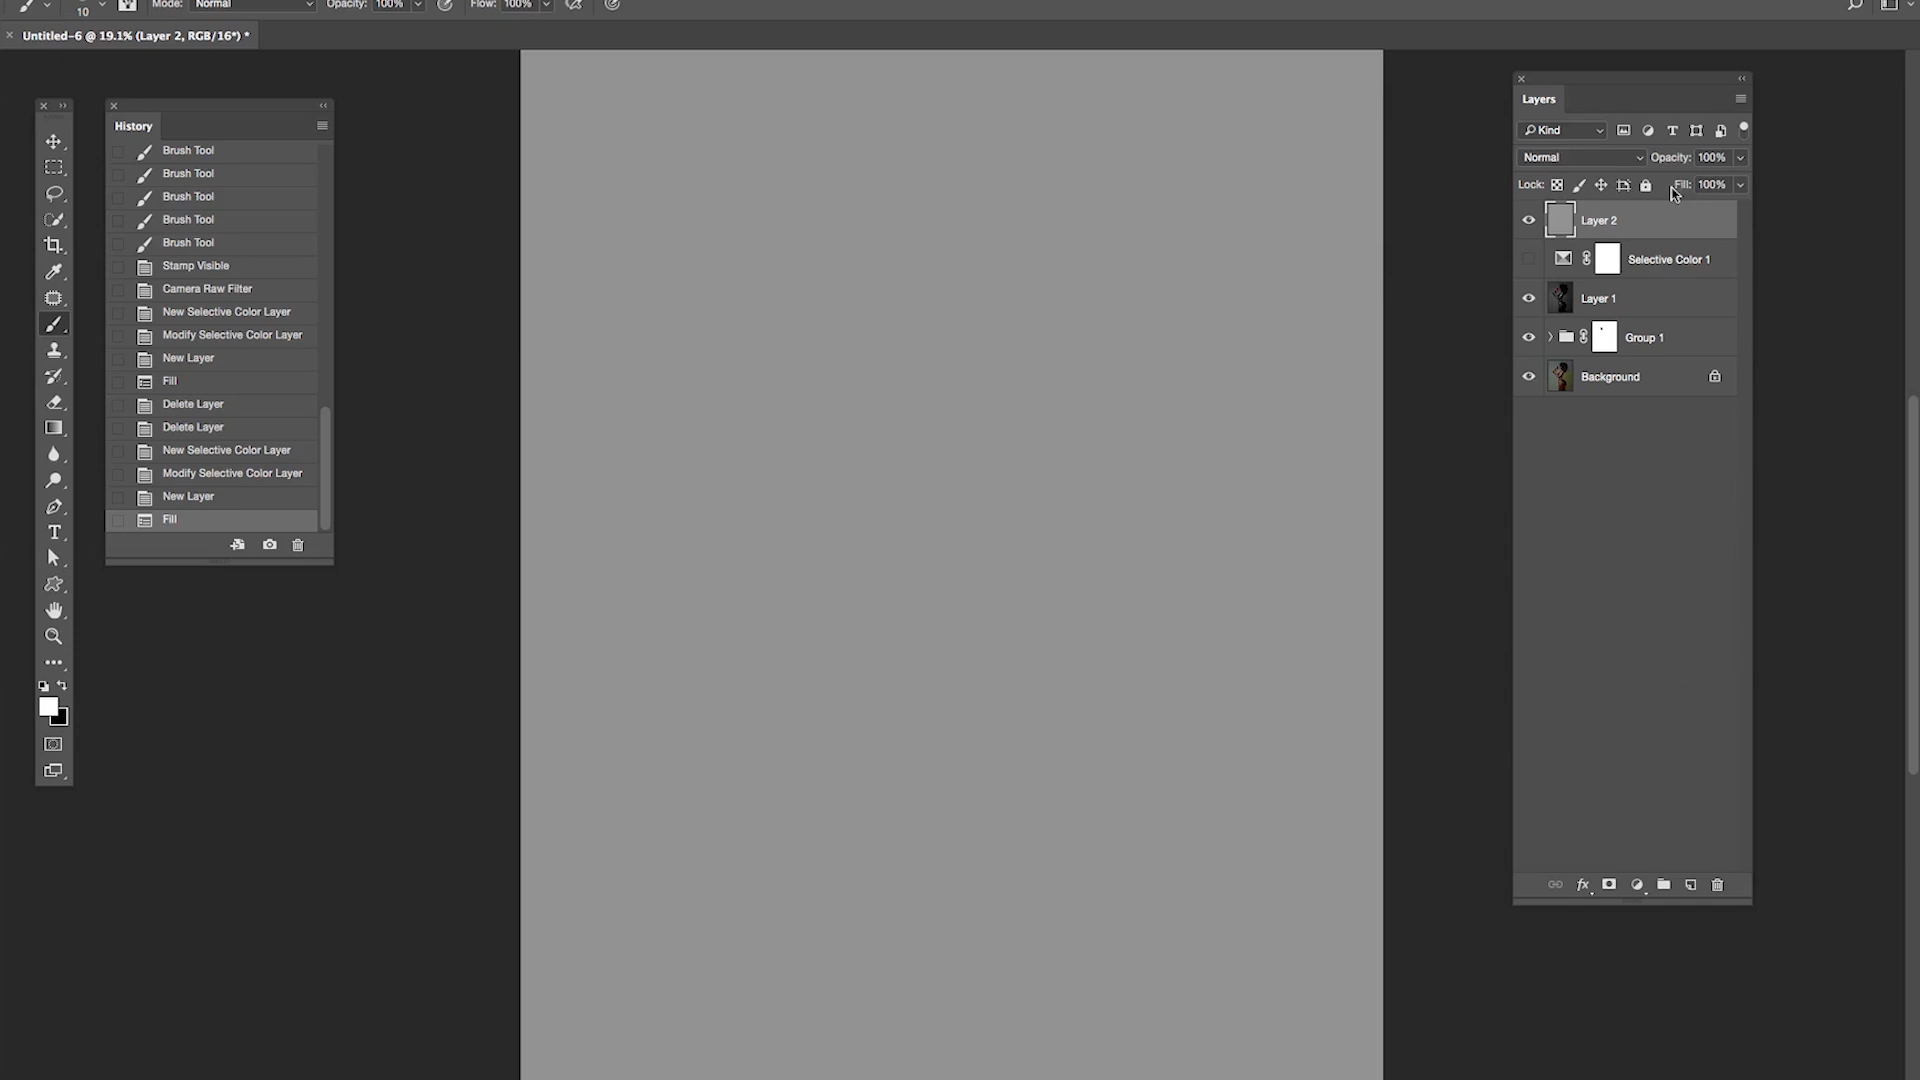 10
Mode: Normal
Opacity: 100%
Flow: 100%
Untitled-6 @ 19.1% (Layer 2, RGB/16*) *
History
Brush Tool
Brush Tool
Brush Tool
Brush Tool
Brush Tool
Stamp Visible
Camera Raw Filter
New Selective Color Layer
Modify Selective Color Layer
New Layer
Fill
Delete Layer
Delete Layer
New Selective Color Layer
Modify Selective Color Layer
New Layer
Fill
Layers
Kind
Normal
Opacity: 100%
Lock:
Fill: 100%
Layer 2
Selective Color 1
Layer 1
Group 1
Background
fx